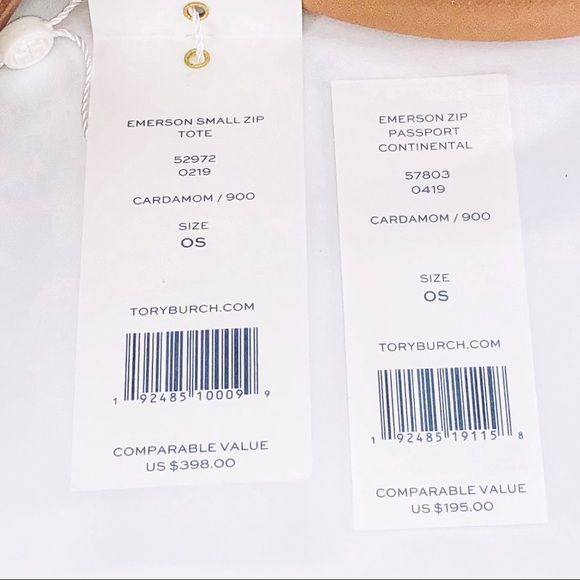 EMERSON SMALL ZIP
TOTE
52972
0219
CARDAMOM / 900
SIZE
OS
TORYBURCH.COM
1 92485 10009 9
COMPARABLE VALUE
US $398.00
EMERSON ZIP
PASSPORT
CONTINENTAL
57803
0419
CARDAMOM / 900
SIZE
OS
TORYBURCH.COM
1 92485 19115 8
COMPARABLE VALUE
US $195.00